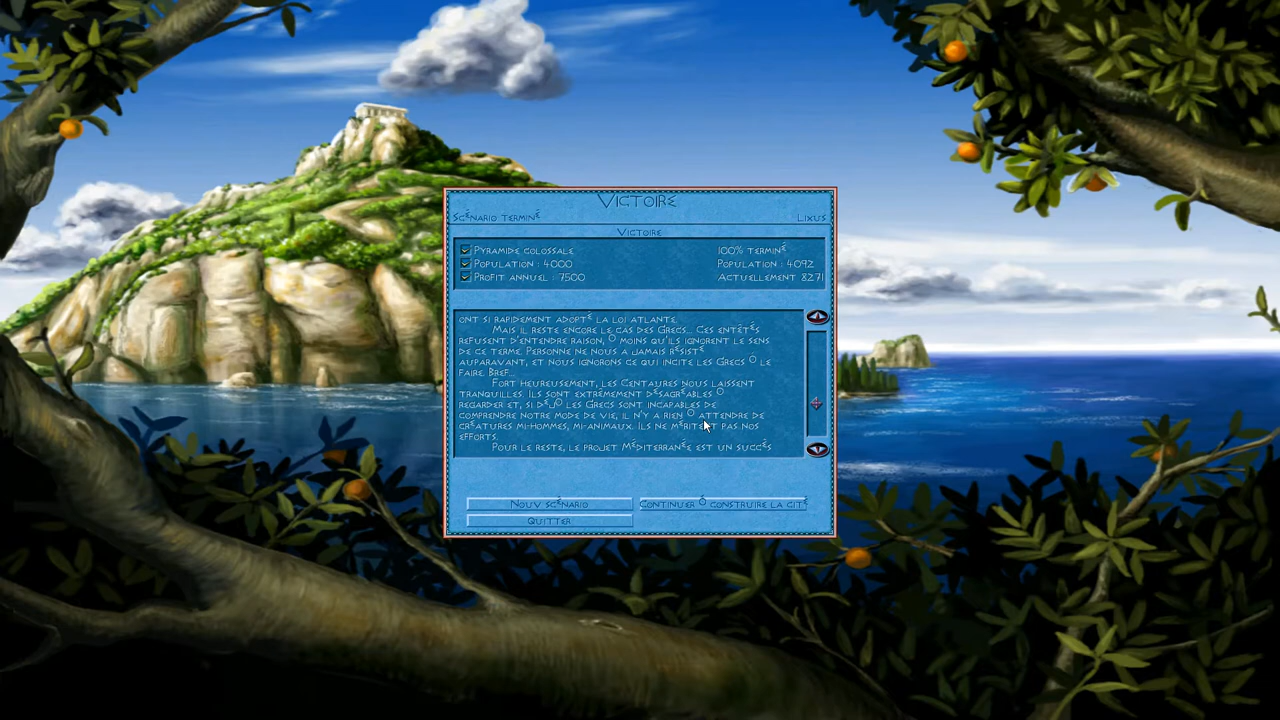 Victoire
Scénario terminé
Lixus
Victoire
Pyramide colossale 100% terminé
Population : 4000 Population : 4092
Profit annuel : 7500 Actuellement 8271
ont si rapidement adopté la loi atlante.
Mais il reste encore le cas des Grecs... Ces entêtés
refusent d'entendre raison, Ó moins qu'ils ignorent le sens
de ce terme. Personne ne nous a jamais résisté
auparavant, et nous ignorons ce qui incite les Grecs Ó le
faire. Bref...
Fort heureusement, les Centaures nous laissent
tranquilles. Ils sont extrêmement désagréables Ó
regarder et, si déjÓ les Grecs sont incapables de
comprendre notre mode de vie, il n'y a rien Ó attendre de
créatures mi-hommes, mi-animaux. Ils ne méritent pas nos
efforts.
Pour le reste, le projet Méditerranée est un succès
Nouv scénario
Continuer Ó construire la cité
Quitter